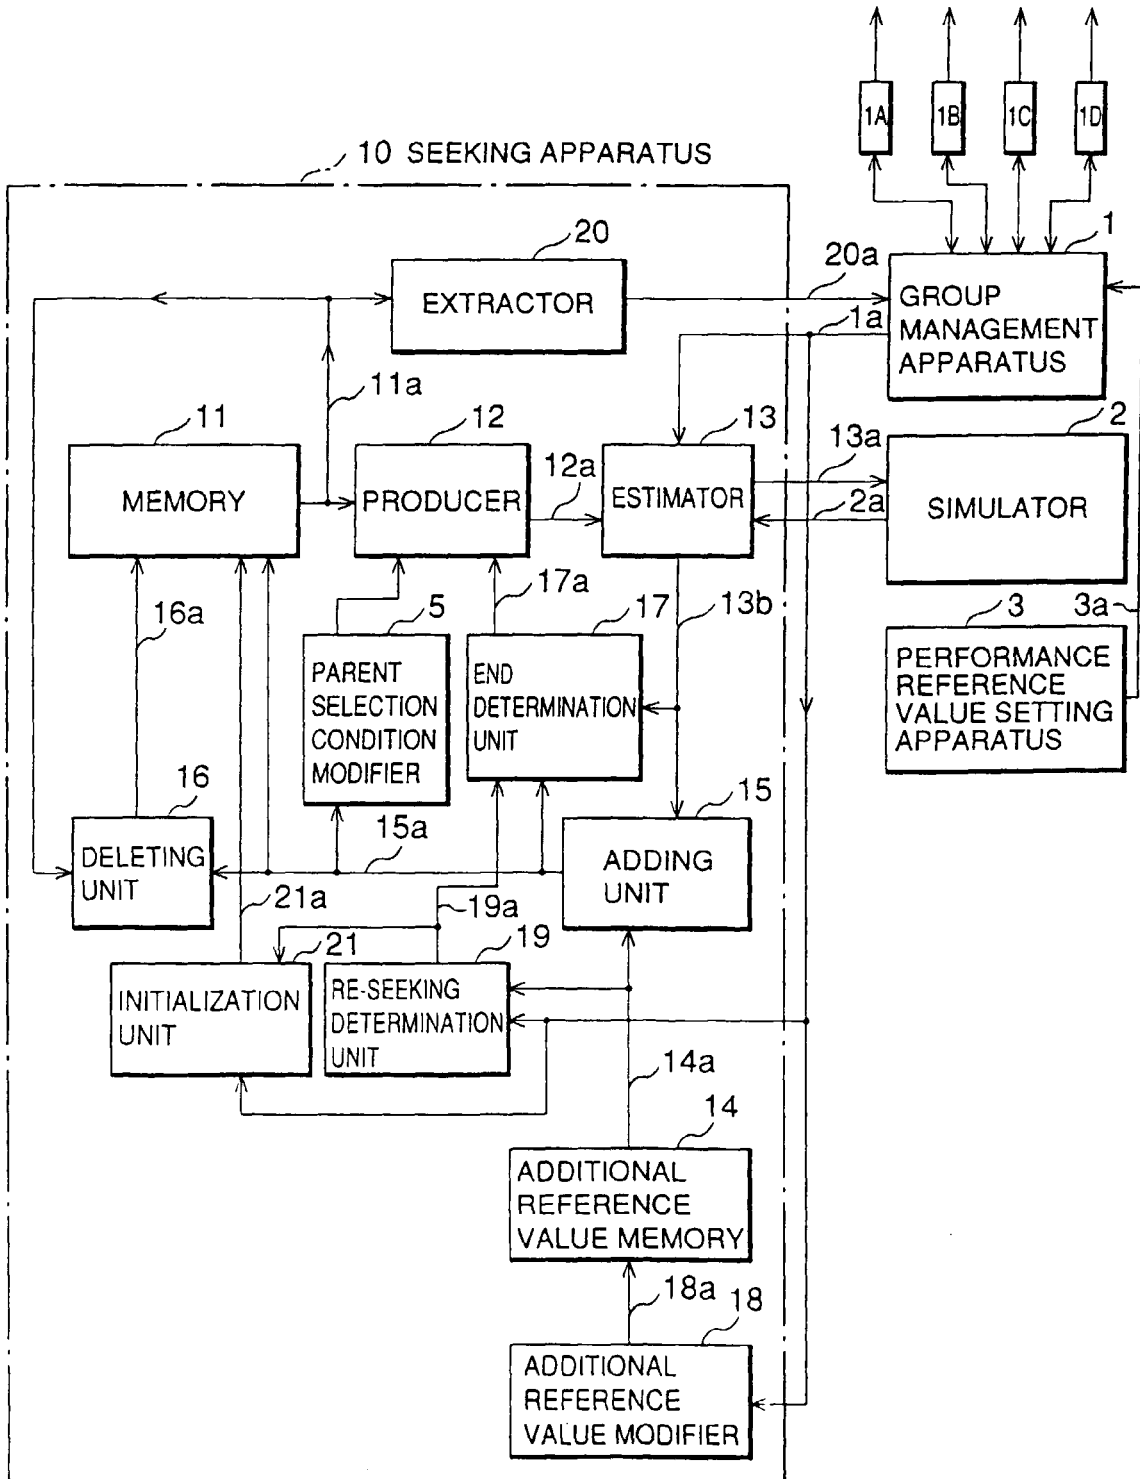 1A
1B
1C
1D
10 SEEKING APPARATUS
1
20
20a
EXTRACTOR
GROUP
MANAGEMENT
APPARATUS
1a
11a
11
12
13
13a
2
MEMORY
PRODUCER
12a
ESTIMATOR
2a
SIMULATOR
16a
5
17a
17
13b
3
3a
PARENT
SELECTION
CONDITION
MODIFIER
END
DETERMINATION
UNIT
PERFORMANCE
REFERENCE
VALUE SETTING
APPARATUS
16
15a
15
DELETING
UNIT
ADDING
UNIT
21a
19a
21
19
INITIALIZATION
UNIT
RE-SEEKING
DETERMINATION
UNIT
14a
14
ADDITIONAL
REFERENCE
VALUE MEMORY
18a
18
ADDITIONAL
REFERENCE
VALUE MODIFIER